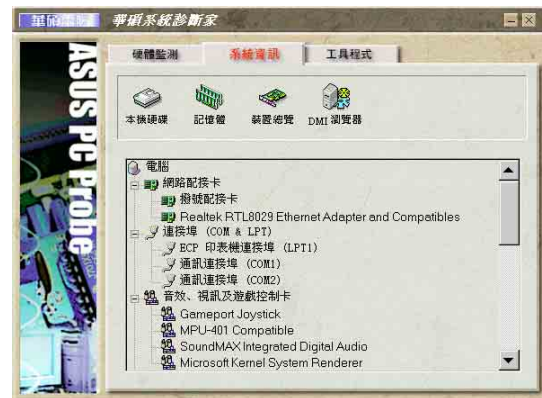 華碩電腦 華碩系統診斷家
硬體監測 系統資訊 工具程式
ASUS PC Probe
本機硬碟 記憶體 裝置總覽 DMI 瀏覽器
電腦
網路配接卡
撥號配接卡
Realtek RTL8029 Ethernet Adapter and Compatibles
連接埠 (COM & LPT)
ECP 印表機連接埠 (LPT1)
通訊連接埠 (COM1)
通訊連接埠 (COM2)
音效、視訊及遊戲控制卡
Gameport Joystick
MPU-401 Compatible
SoundMAX Integrated Digital Audio
Microsoft Kernel System Renderer